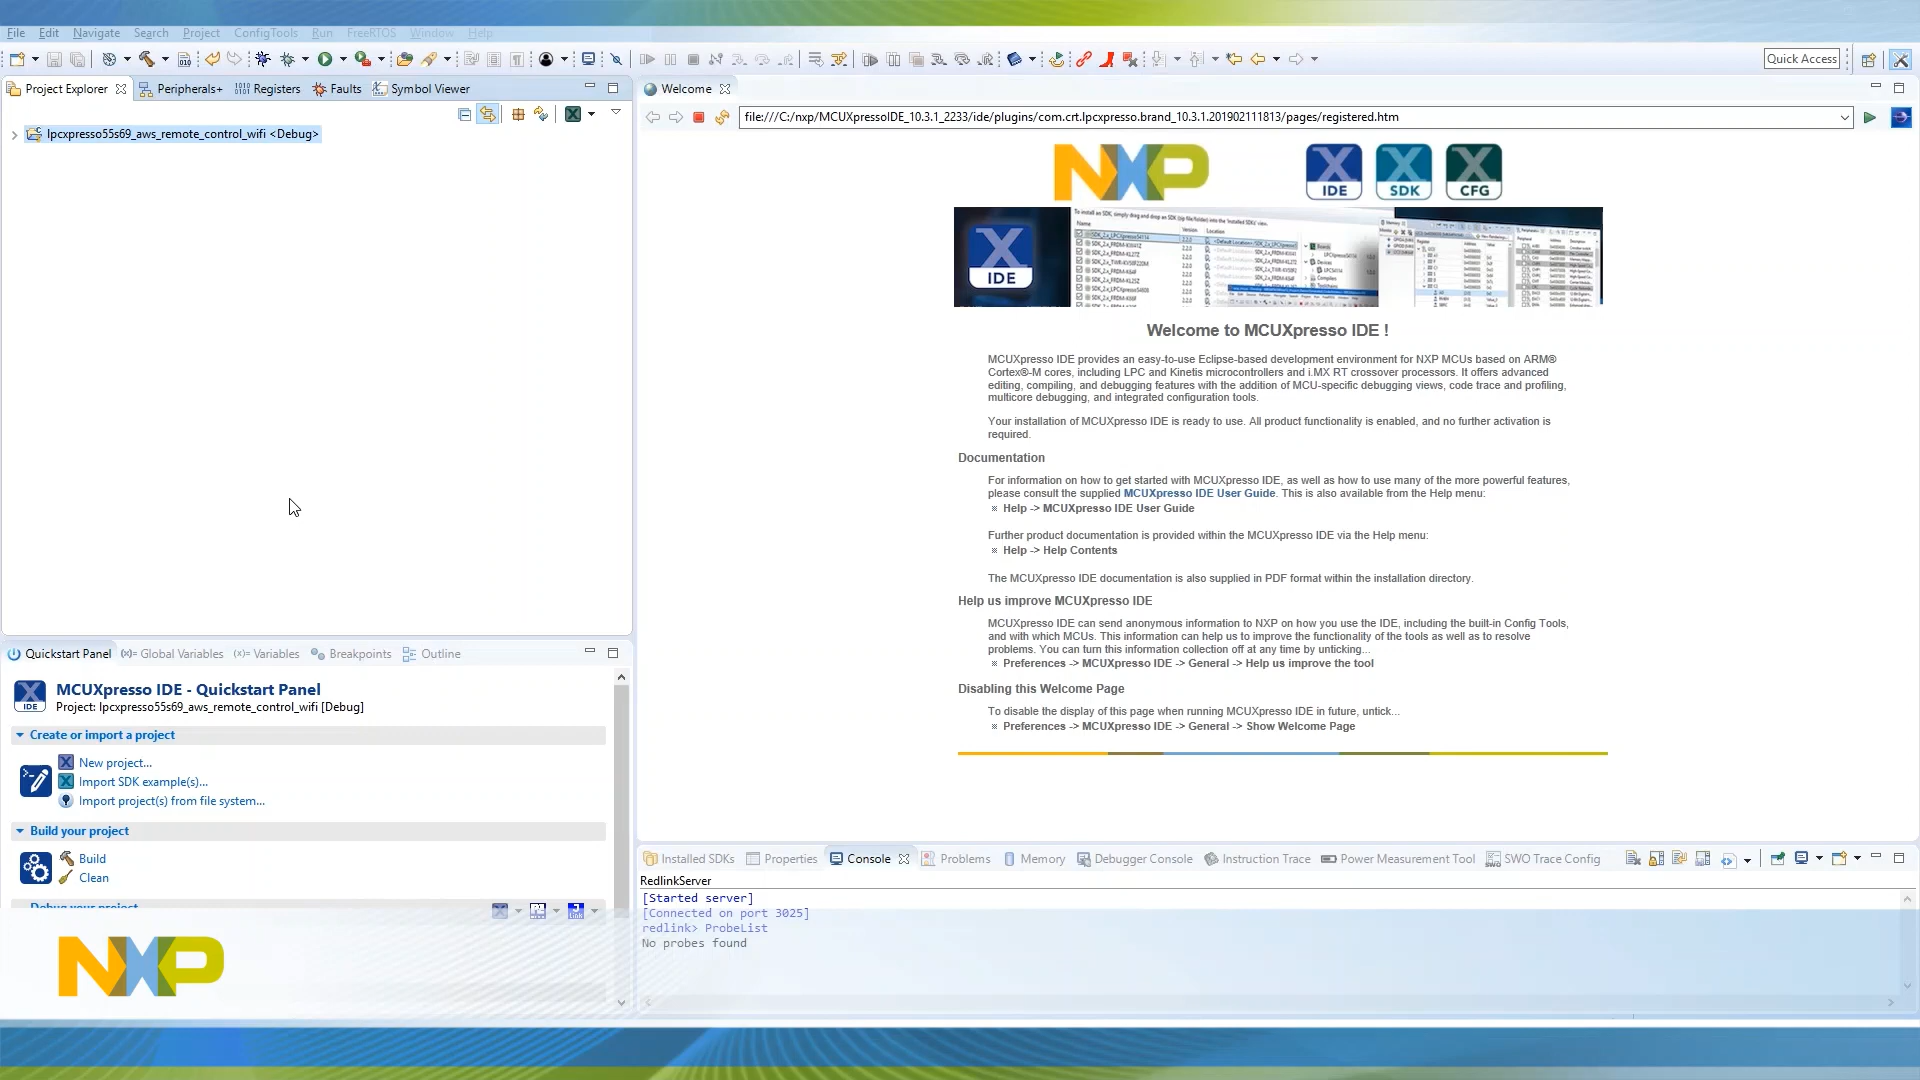 File Edit Navigate Search Project ConfigTools Run FreeRTOS Window Help
Quick Access
Project Explorer Peripherals+ Registers Faults Symbol Viewer
Welcome
file:///C:/nxp/MCUXpressoIDE_10.3.1_2233/ide/plugins/com.crt.lpcxpresso.brand_10.3.1.201902111813/pages/registered.htm
lpcxpresso55s69_aws_remote_control_wifi <Debug>
NXP
IDE SDK CFG
IDE
Welcome to MCUXpresso IDE !
MCUXpresso IDE provides an easy-to-use Eclipse-based development environment for NXP MCUs based on ARM®
Cortex®-M cores, including LPC and Kinetis microcontrollers and i.MX RT crossover processors. It offers advanced
editing, compiling, and debugging features with the addition of MCU-specific debugging views, code trace and profiling,
multicore debugging, and integrated configuration tools.
Your installation of MCUXpresso IDE is ready to use. All product functionality is enabled, and no further activation is
required.
Documentation
For information on how to get started with MCUXpresso IDE, as well as how to use many of the more powerful features,
please consult the supplied MCUXpresso IDE User Guide. This is also available from the Help menu:
Help -> MCUXpresso IDE User Guide
Further product documentation is provided within the MCUXpresso IDE via the Help menu:
Help -> Help Contents
The MCUXpresso IDE documentation is also supplied in PDF format within the installation directory.
Help us improve MCUXpresso IDE
MCUXpresso IDE can send anonymous information to NXP on how you use the IDE, including the built-in Config Tools,
and with which MCUs. This information can help us to improve the functionality of the tools as well as to resolve
problems. You can turn this information collection off at any time by unticking...
Preferences -> MCUXpresso IDE -> General -> Help us improve the tool
Disabling this Welcome Page
To disable the display of this page when running MCUXpresso IDE in future, untick...
Preferences -> MCUXpresso IDE -> General -> Show Welcome Page
Quickstart Panel Global Variables Variables Breakpoints Outline
IDE
MCUXpresso IDE - Quickstart Panel
Project: lpcxpresso55s69_aws_remote_control_wifi [Debug]
Create or import a project
New project...
Import SDK example(s)...
Import project(s) from file system...
Build your project
Build
Clean
Debug your project
Installed SDKs Properties Console Problems Memory Debugger Console Instruction Trace Power Measurement Tool SWO Trace Config
RedlinkServer
[Started server]
[Connected on port 3025]
redlink> ProbeList
No probes found
NXP